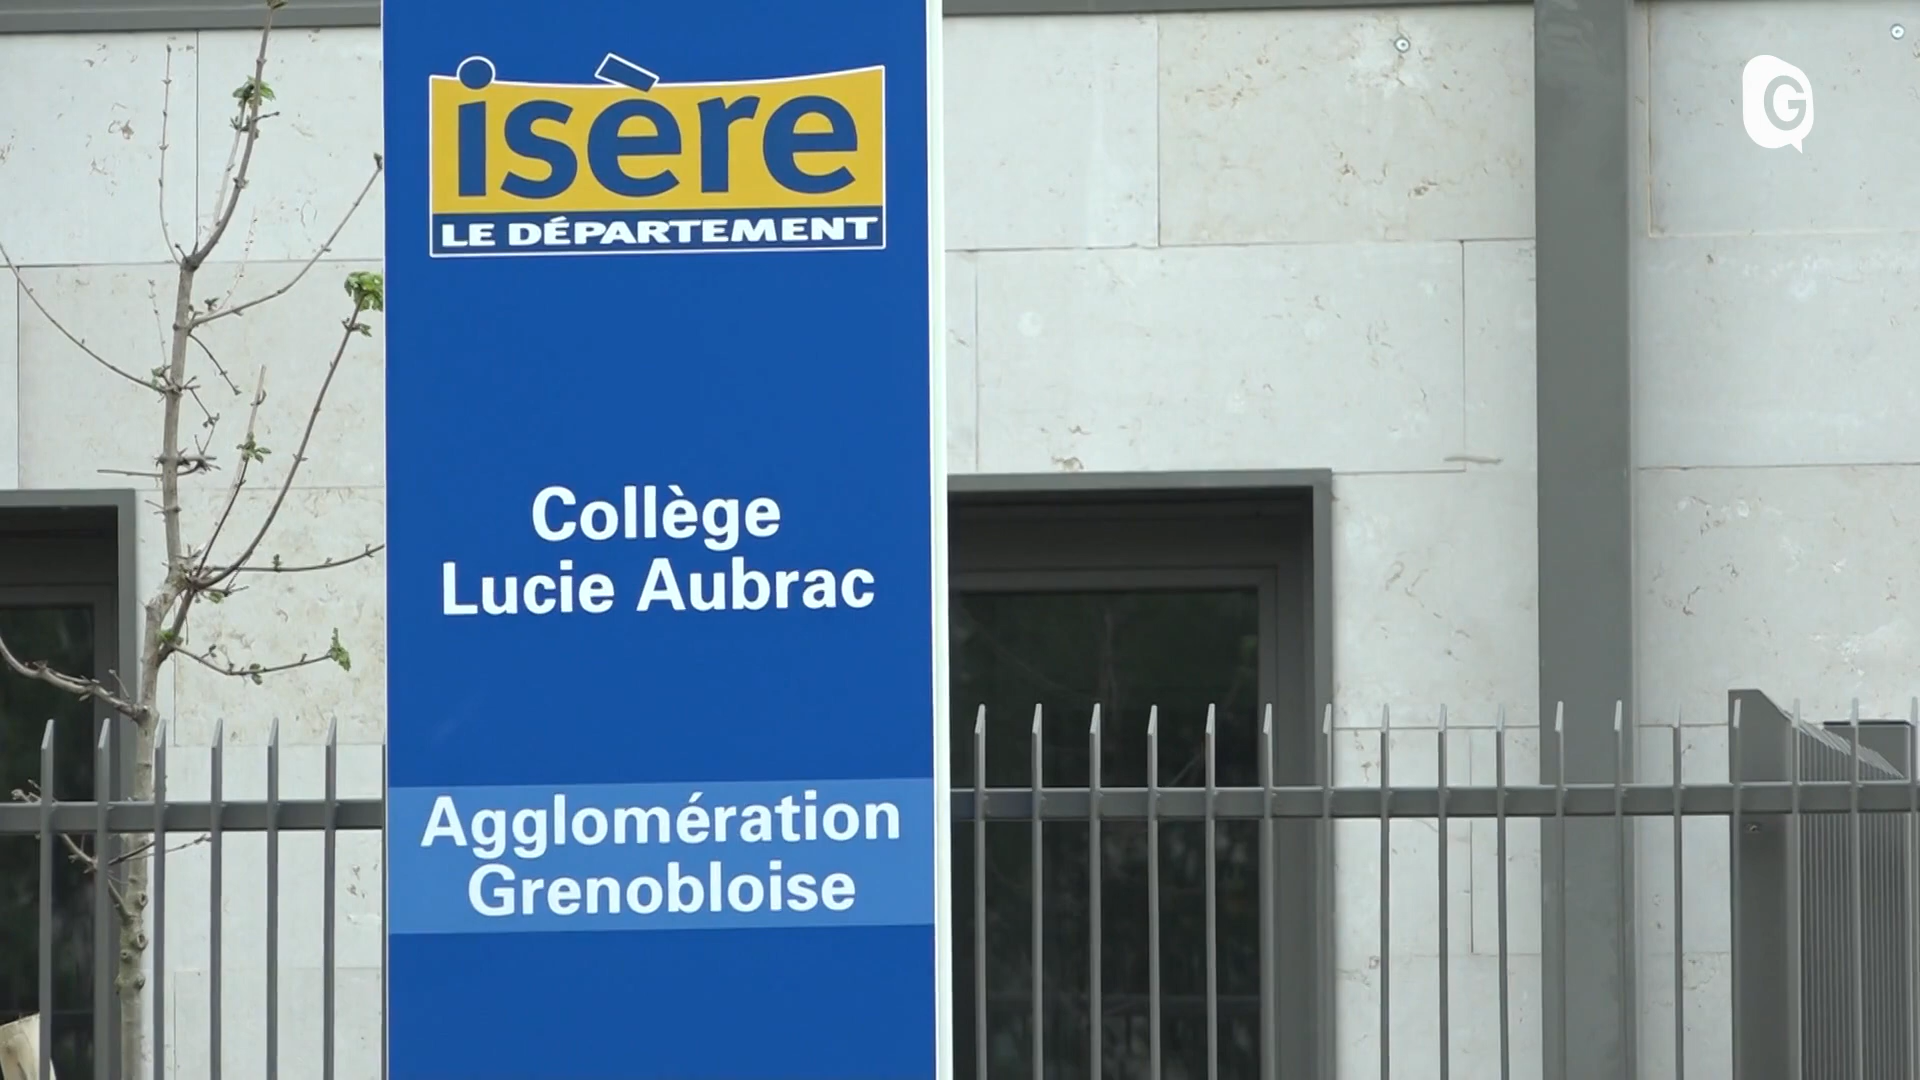 isère
LE DÉPARTEMENT
Collège
Lucie Aubrac
Agglomération
Grenobloise
G